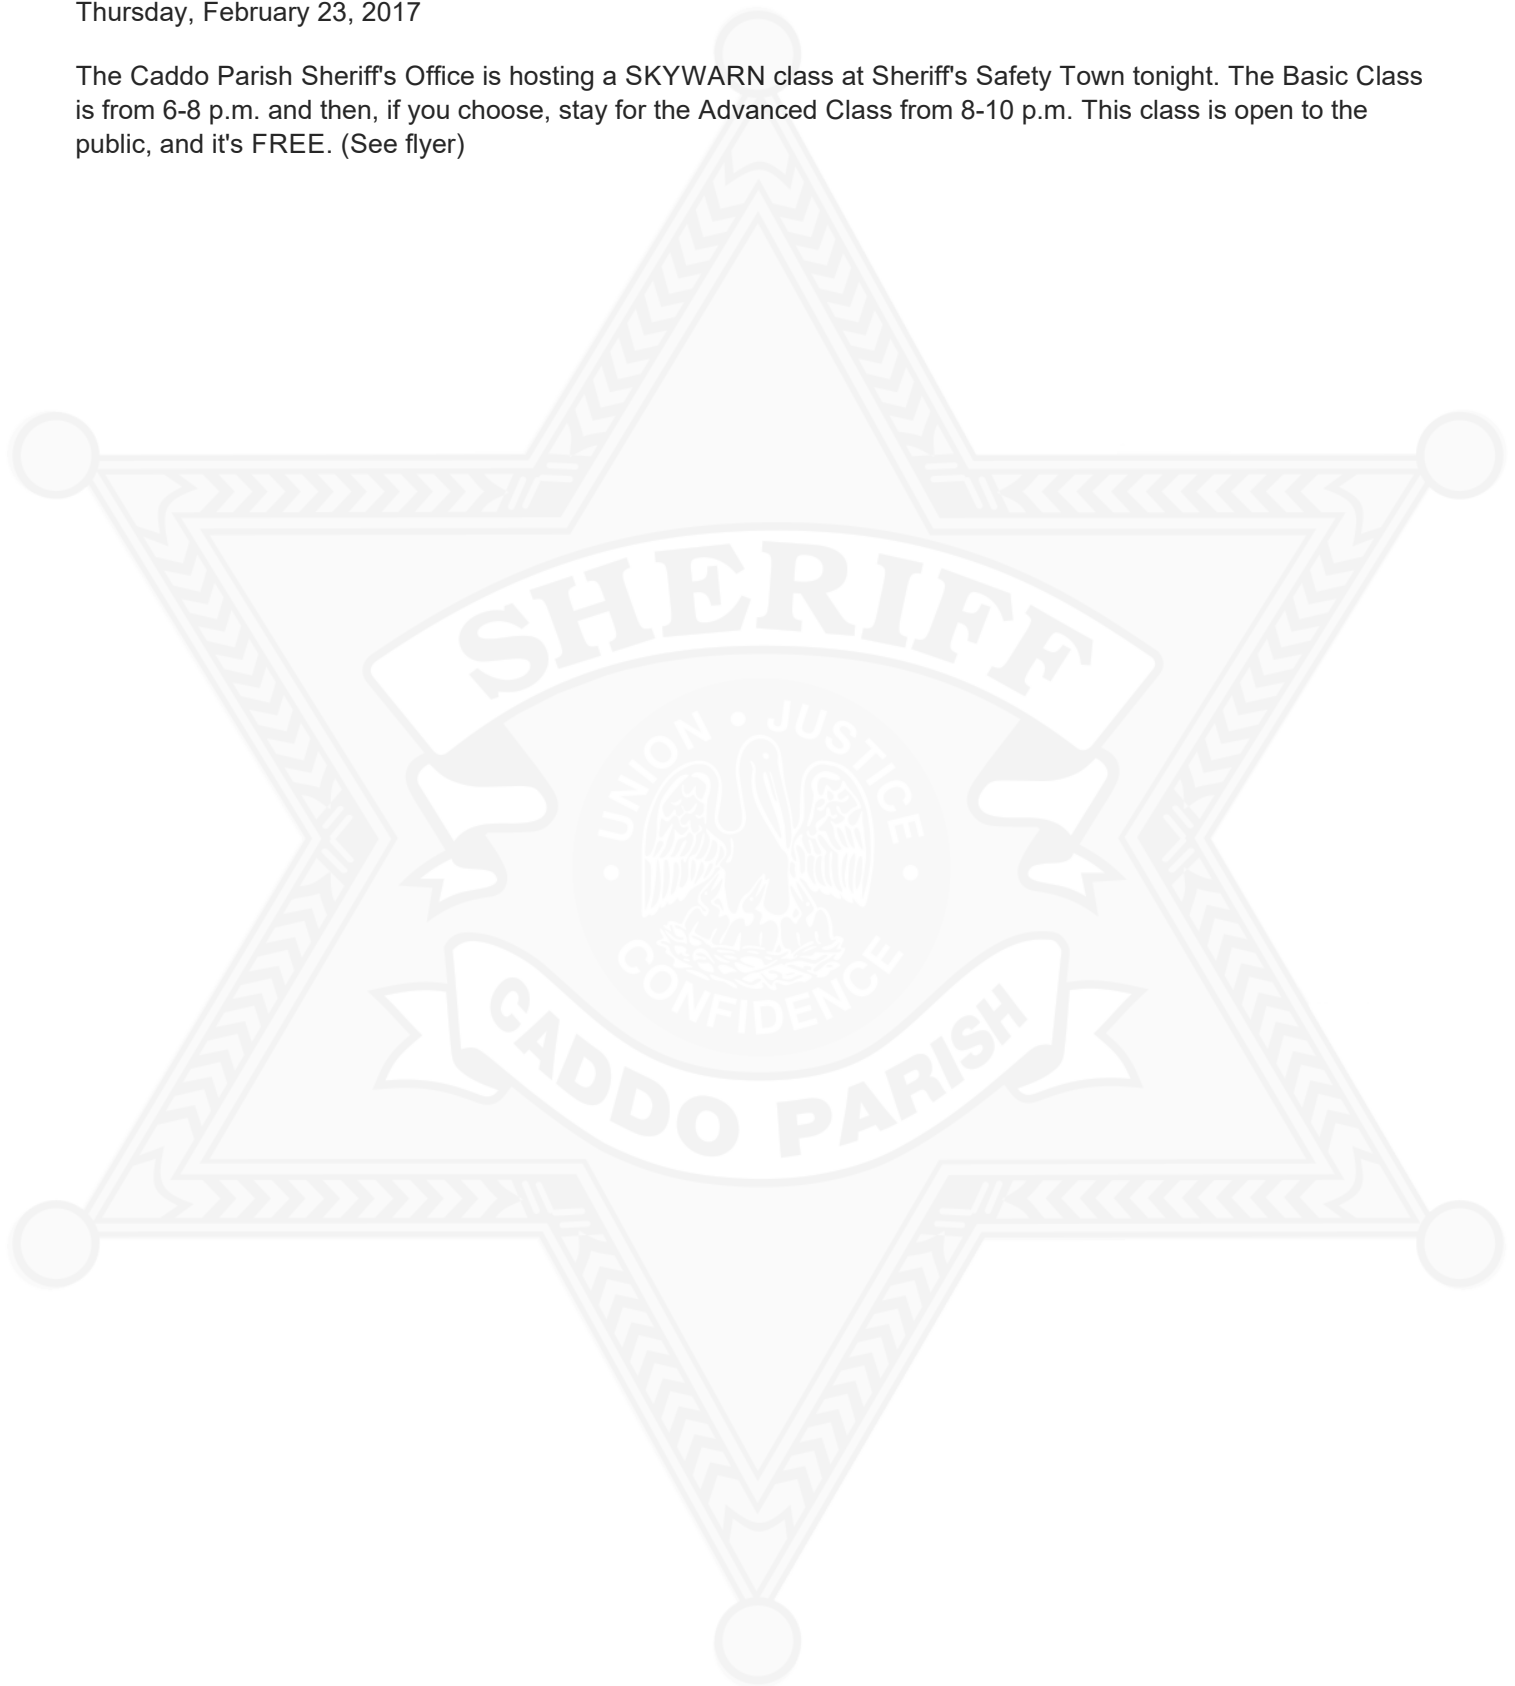 Thursday, February 23, 2017
The Caddo Parish Sheriff's Office is hosting a SKYWARN class at Sheriff's Safety Town tonight. The Basic Class
is from 6-8 p.m. and then, if you choose, stay for the Advanced Class from 8-10 p.m. This class is open to the
public, and it's FREE. (See flyer)
SHERIFF
UNION • JUSTICE
• CONFIDENCE •
CADDO PARISH